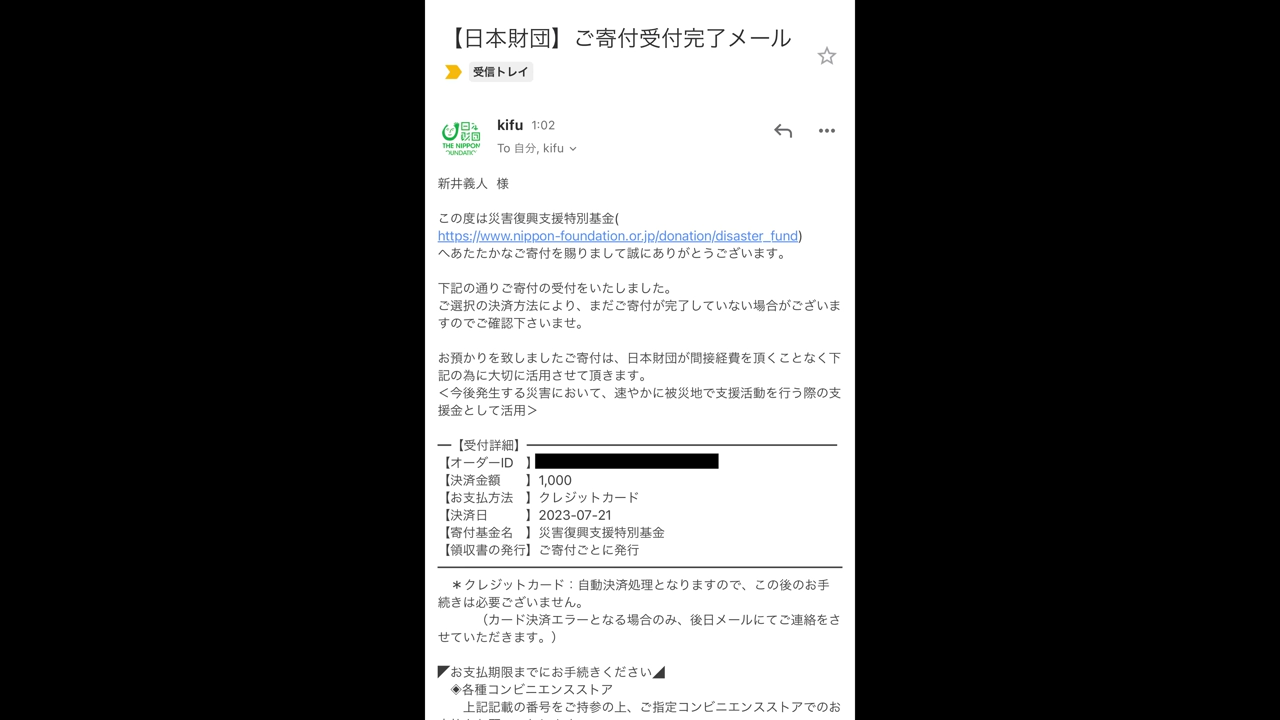 【日本財団】ご寄付受付完了メール
受信トレイ
kifu 1:02
To 自分, kifu
THE NIPPON
FOUNDATION
新井義人 様
この度は災害復興支援特別基金(
https://www.nippon-foundation.or.jp/donation/disaster_fund)
へあたたかなご寄付を賜りまして誠にありがとうございます。
下記の通りご寄付の受付をいたしました。
ご選択の決済方法により、まだご寄付が完了していない場合がございま
すのでご確認下さいませ。
お預かりを致しましたご寄付は、日本財団が間接経費を頂くことなく下
記の為に大切に活用させて頂きます。
＜今後発生する災害において、速やかに被災地で支援活動を行う際の支
援金として活用＞
━【受付詳細】━━━━━━━━━━━━━━━━━━
【オーダーID 】
【決済金額 】1,000
【お支払方法 】クレジットカード
【決済日 】2023-07-21
【寄付基金名 】災害復興支援特別基金
【領収書の発行】ご寄付ごとに発行
＊クレジットカード：自動決済処理となりますので、この後のお手
続きは必要ございません。
（カード決済エラーとなる場合のみ、後日メールにてご連絡をさ
せていただきます。）
◤お支払期限までにお手続きください◢
◈各種コンビニエンスストア
上記記載の番号をご持参の上、ご指定コンビニエンスストアでのお